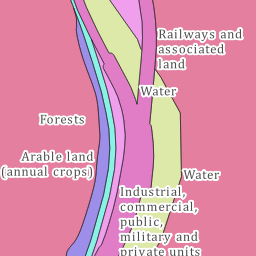 Railways and
associated
land
Water
Forests
Arable land
(annual crops)
Water
Industrial,
commercial,
public,
military and
private units